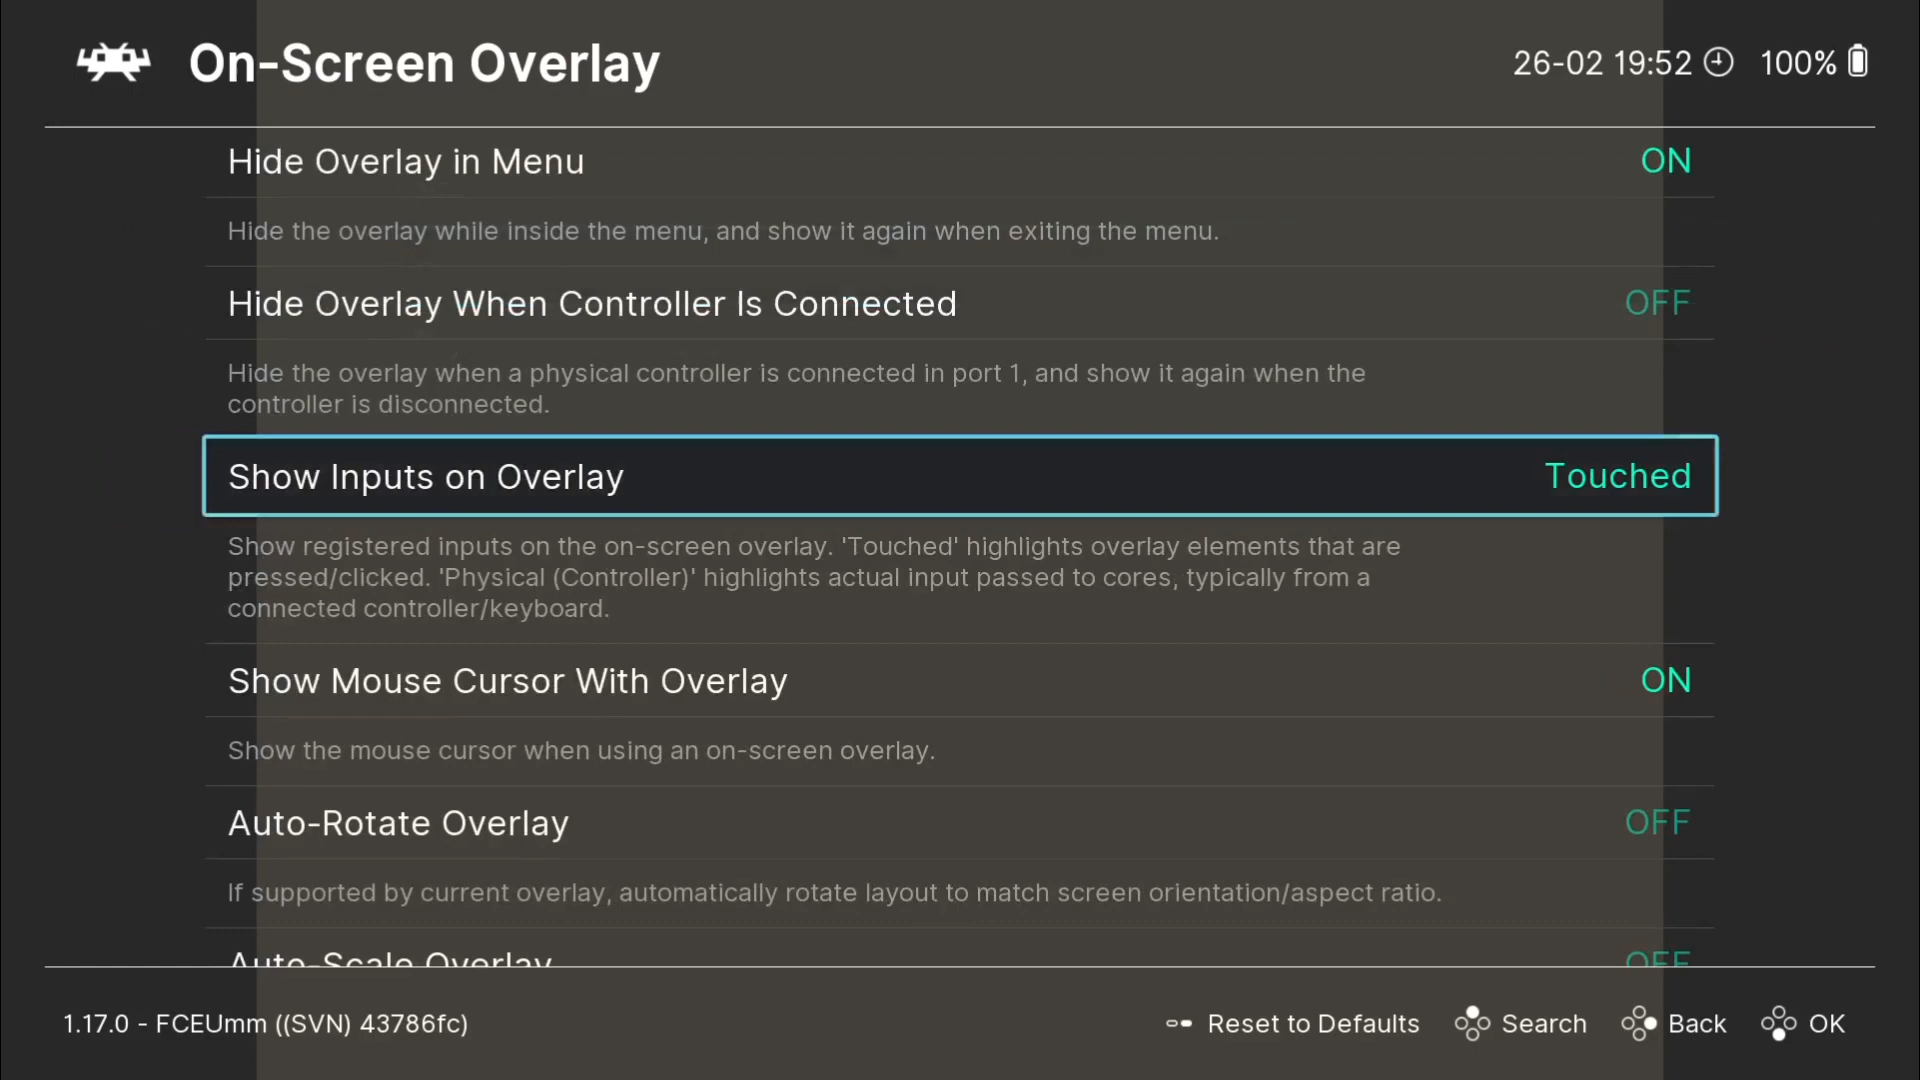 On-Screen Overlay
26-02 19:52
100%
Hide Overlay in Menu
ON
Hide the overlay while inside the menu, and show it again when exiting the menu.
Hide Overlay When Controller Is Connected
OFF
Hide the overlay when a physical controller is connected in port 1, and show it again when the
controller is disconnected.
Show Inputs on Overlay
Touched
Show registered inputs on the on-screen overlay. 'Touched' highlights overlay elements that are
pressed/clicked. 'Physical (Controller)' highlights actual input passed to cores, typically from a
connected controller/keyboard.
Show Mouse Cursor With Overlay
ON
Show the mouse cursor when using an on-screen overlay.
Auto-Rotate Overlay
OFF
If supported by current overlay, automatically rotate layout to match screen orientation/aspect ratio.
Auto-Scale Overlay
OFF
1.17.0 - FCEUmm ((SVN) 43786fc)
Reset to Defaults
Search
Back
OK